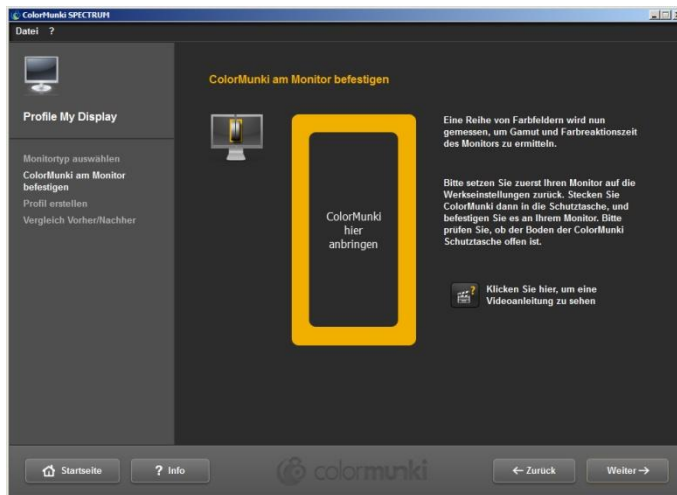 ColorMunki SPECTRUM
Datei ?
Profile My Display
Monitortyp auswählen
ColorMunki am Monitor
befestigen
Profil erstellen
Vergleich Vorher/Nachher
ColorMunki am Monitor befestigen
ColorMunki
hier
anbringen
Eine Reihe von Farbfeldern wird nun
gemessen, um Gamut und Farbreaktionszeit
des Monitors zu ermitteln.
Bitte setzen Sie zuerst Ihren Monitor auf die
Werkseinstellungen zurück. Stecken Sie
ColorMunki dann in die Schutztasche, und
befestigen Sie es an Ihrem Monitor. Bitte
prüfen Sie, ob der Boden der ColorMunki
Schutztasche offen ist.
?
Klicken Sie hier, um eine
Videoanleitung zu sehen
Startseite
? Info
colormunki
← Zurück
Weiter →